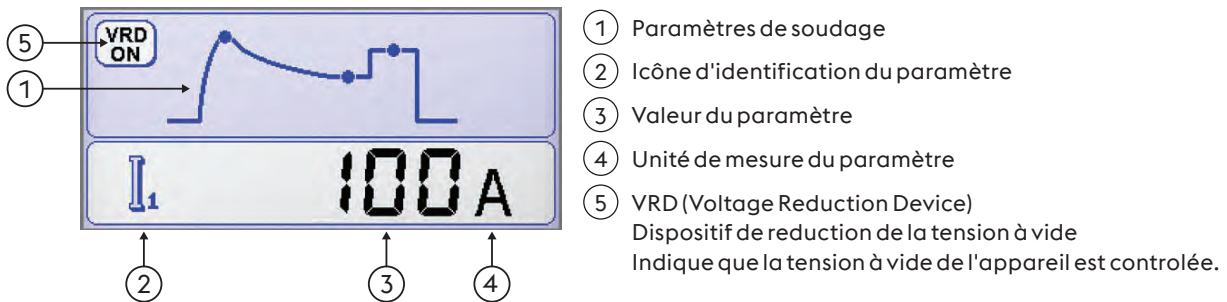 VRD
ON
5
1
I1
100 A
2
3
4
1 Paramètres de soudage
2 Icône d'identification du paramètre
3 Valeur du paramètre
4 Unité de mesure du paramètre
5 VRD (Voltage Reduction Device)
Dispositif de reduction de la tension à vide
Indique que la tension à vide de l'appareil est controlée.